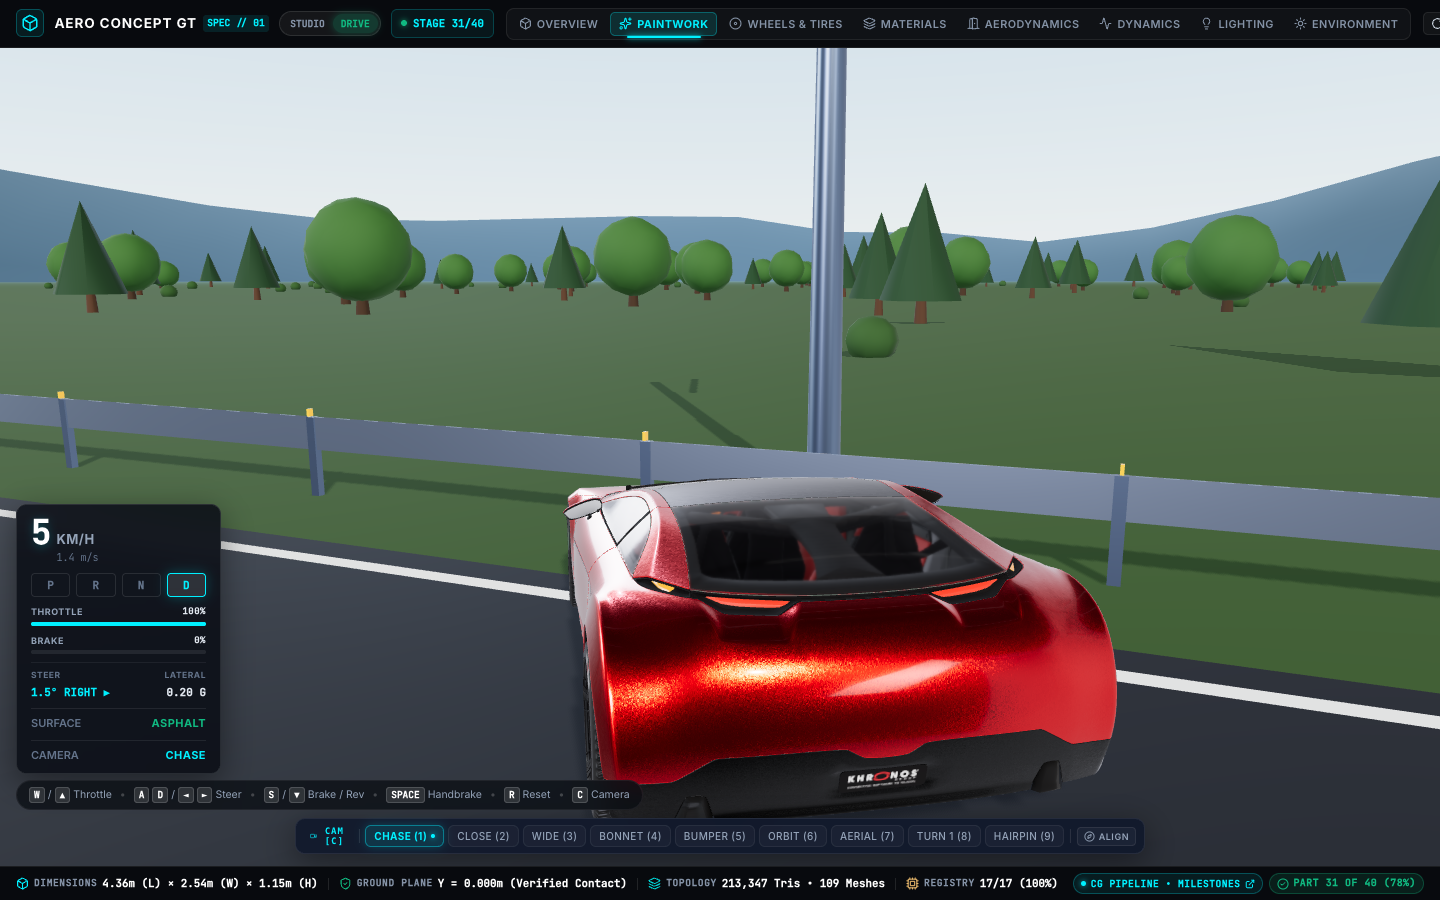 AERO CONCEPT GT SPEC // 01 STUDIO DRIVE STAGE 31/40 OVERVIEW PAINTWORK WHEELS & TIRES MATERIALS AERODYNAMICS DYNAMICS LIGHTING ENVIRONMENT
5 KM/H
1.4 m/s
P R N D
THROTTLE 100%
BRAKE 0%
STEER LATERAL
1.5° RIGHT ▶ 0.20 G
SURFACE ASPHALT
CAMERA CHASE
KHRONOS
W / ▲ Throttle • A D / ◄ ► Steer • S / ▼ Brake / Rev • SPACE Handbrake • R Reset • C Camera
CAM [C] CHASE (1) CLOSE (2) WIDE (3) BONNET (4) BUMPER (5) ORBIT (6) AERIAL (7) TURN 1 (8) HAIRPIN (9) ALIGN
DIMENSIONS 4.36m (L) × 2.54m (W) × 1.15m (H) GROUND PLANE Y = 0.000m (Verified Contact) TOPOLOGY 213,347 Tris • 109 Meshes REGISTRY 17/17 (100%) CG PIPELINE • MILESTONES PART 31 OF 40 (78%)